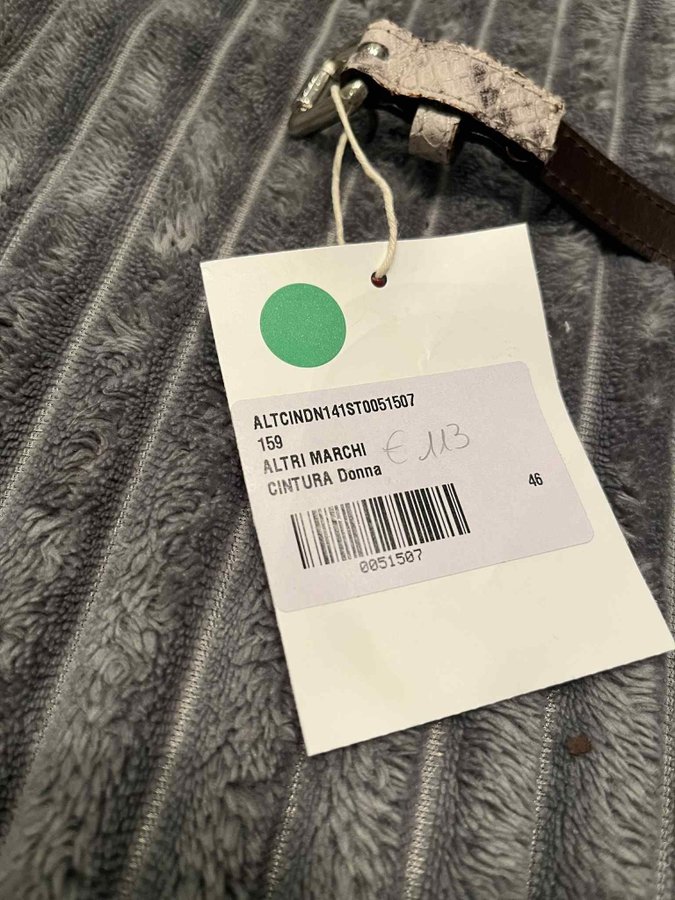 ALTCINDN141ST0051507
159
ALTRI MARCHI € 113
CINTURA Donna
46
0051507